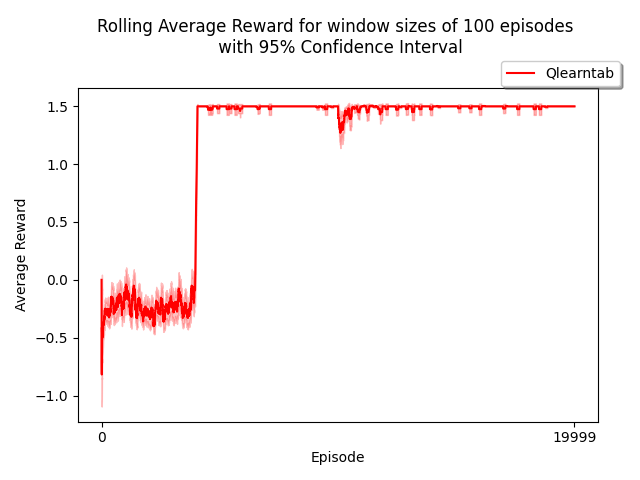 Rolling Average Reward for window sizes of 100 episodes
with 95% Confidence Interval
Qlearntab
1.5
1.0
0.5
0.0
−0.5
−1.0
Average Reward
0
19999
Episode